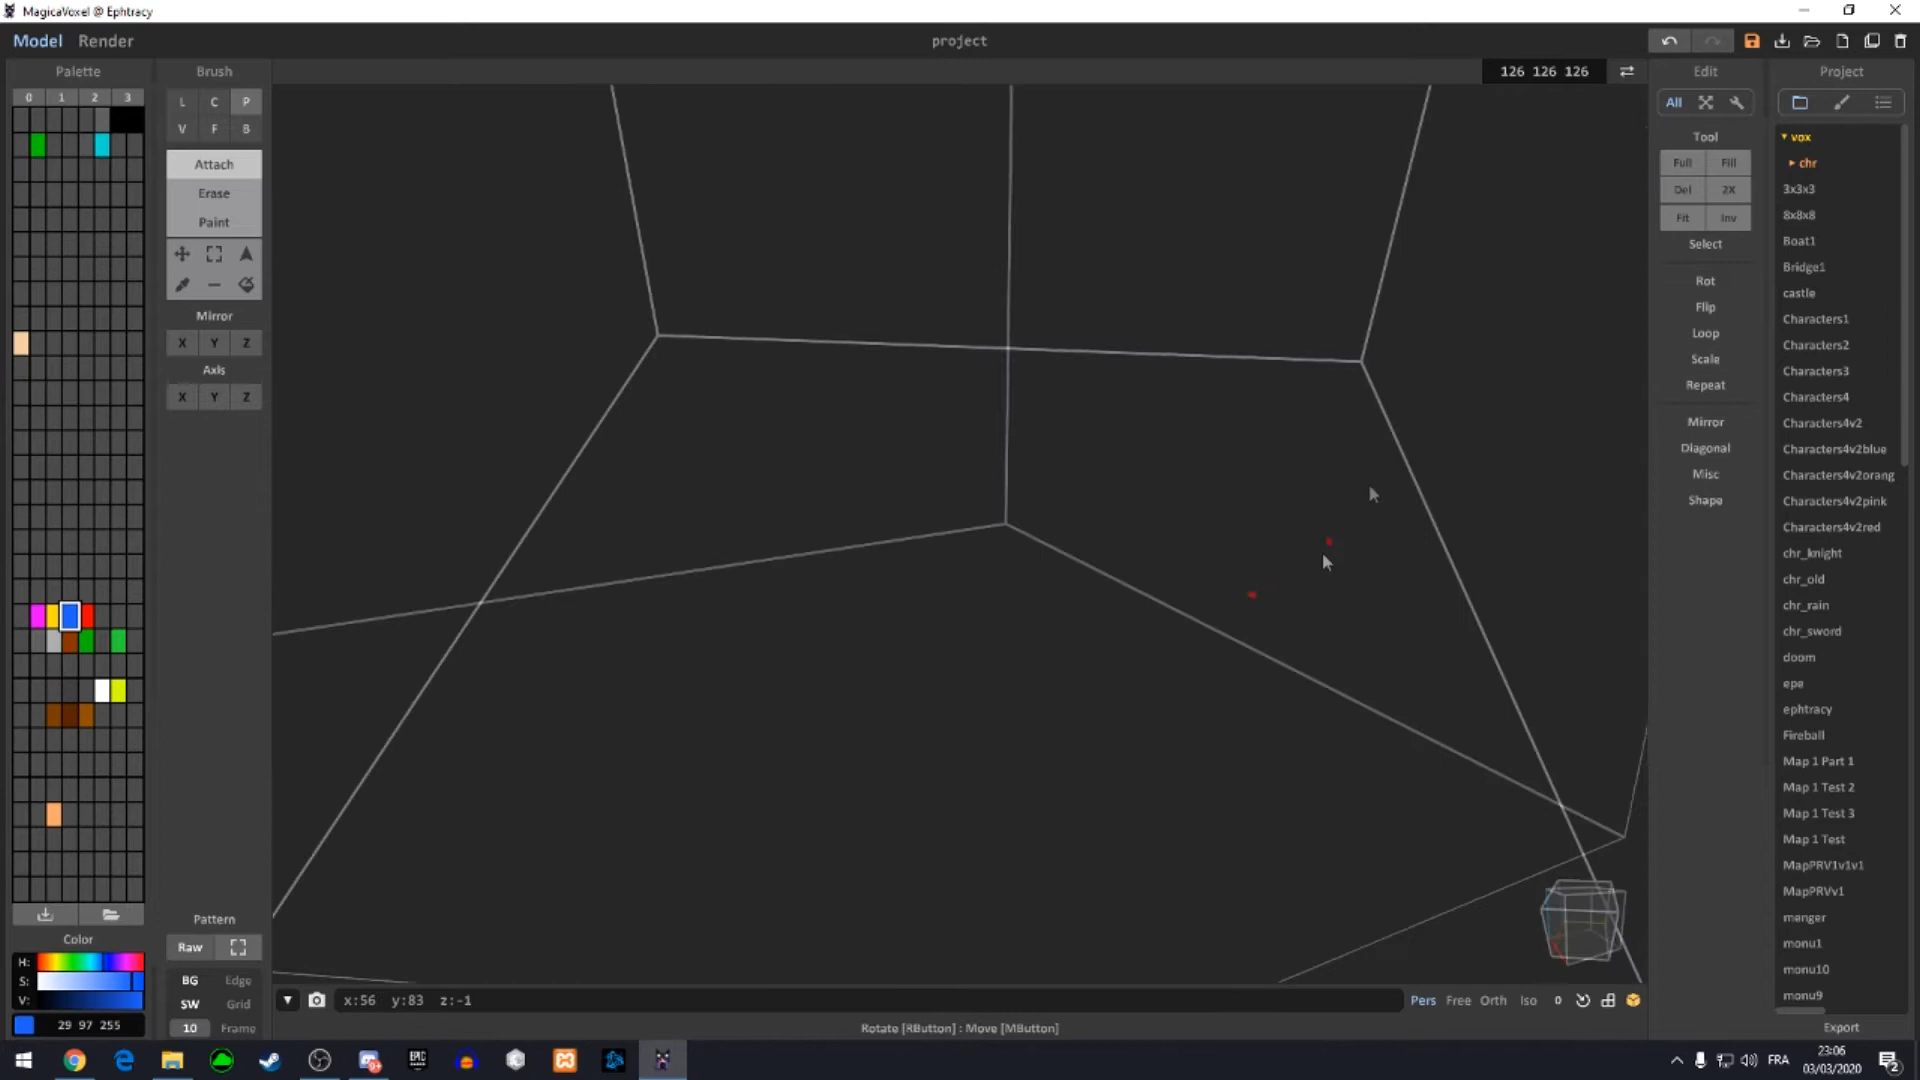 MagicaVoxel @ Ephtracy
Model Render
project
Palette
0 1 2 3
Color
H:
S:
V:
29 97 255
Brush
L C P
V F B
Attach
Erase
Paint
Mirror
X Y Z
Axis
X Y Z
Pattern
Raw
BG Edge
SW Grid
10 Frame
126 126 126
x:56 y:83 z:-1
Pers Free Orth Iso 0
Rotate [RButton] : Move [MButton]
Edit
All
Tool
Full Fill
Del 2X
Fit Inv
Select
Rot
Flip
Loop
Scale
Repeat
Mirror
Diagonal
Misc
Shape
Project
vox
chr
3x3x3
8x8x8
Boat1
Bridge1
castle
Characters1
Characters2
Characters3
Characters4
Characters4v2
Characters4v2blue
Characters4v2orang
Characters4v2pink
Characters4v2red
chr_knight
chr_old
chr_rain
chr_sword
doom
epe
ephtracy
Fireball
Map 1 Part 1
Map 1 Test 2
Map 1 Test 3
Map 1 Test
MapPRV1v1v1
MapPRVv1
menger
monu1
monu10
monu9
Export
EPIC
FRA
23:06
03/03/2020
2